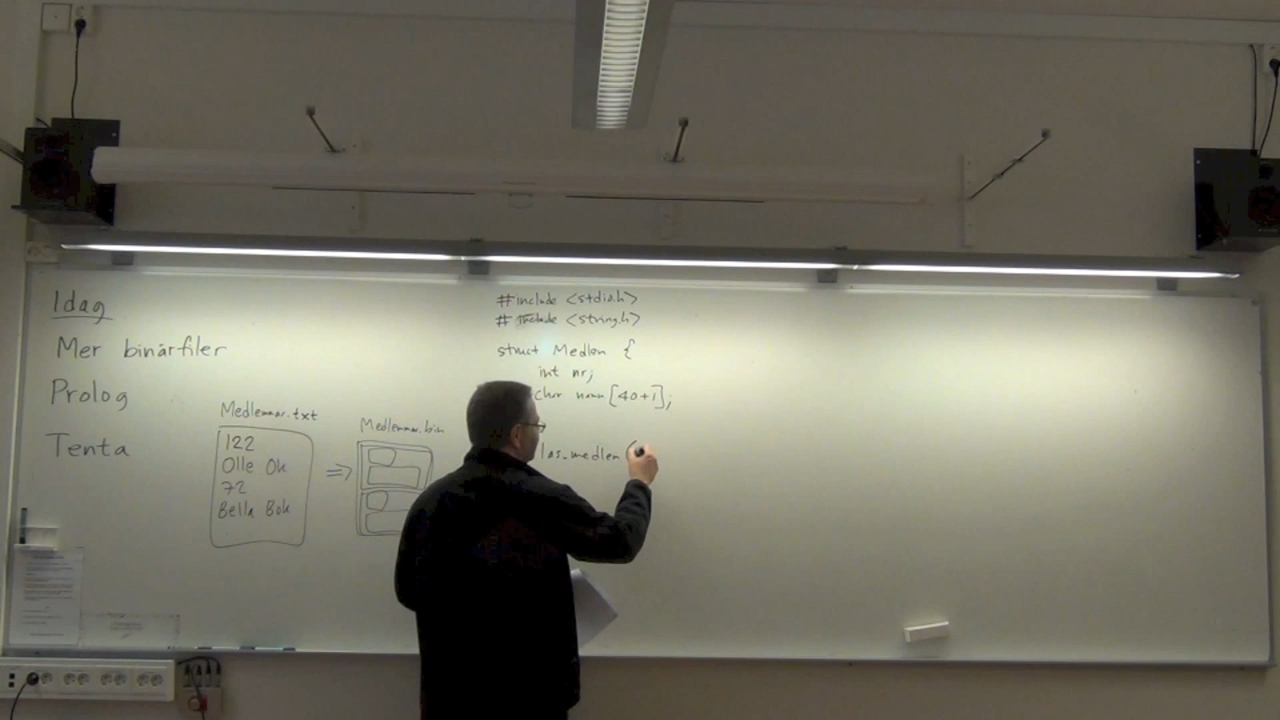 Idag
Mer binärfiler
Prolog
Tenta
Medlemmar.txt
122
Olle Ok
72
Bella Bok
⇒
Medlemmar.bin
#include <stdio.h>
#include <string.h>
struct Medlem {
int nr;
char namn[40+1];
las_medlem(